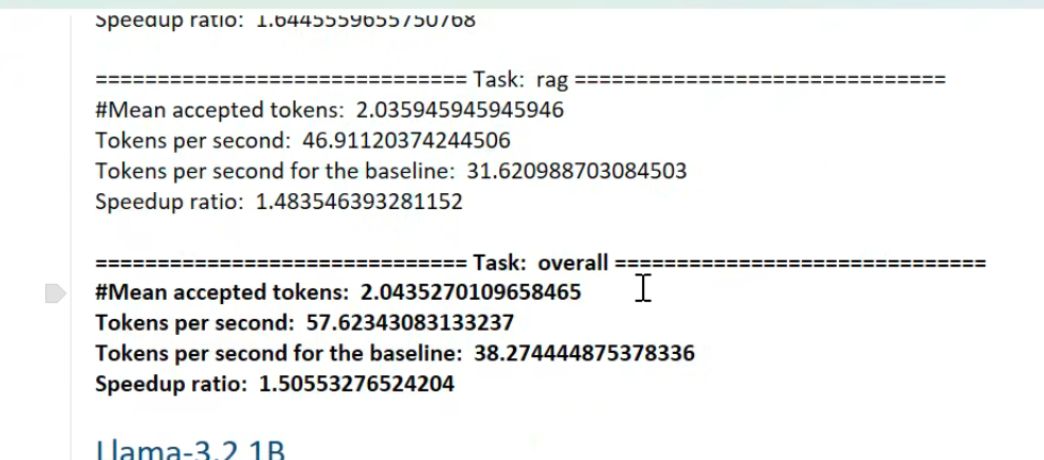 Speedup ratio:  1.6445559655750768
============================== Task:  rag ==============================
#Mean accepted tokens:  2.035945945945946
Tokens per second:  46.91120374244506
Tokens per second for the baseline:  31.620988703084503
Speedup ratio:  1.483546393281152
============================== Task:  overall ==============================
#Mean accepted tokens:  2.0435270109658465
Tokens per second:  57.62343083133237
Tokens per second for the baseline:  38.274444875378336
Speedup ratio:  1.50553276524204
Llama-3.2 1B